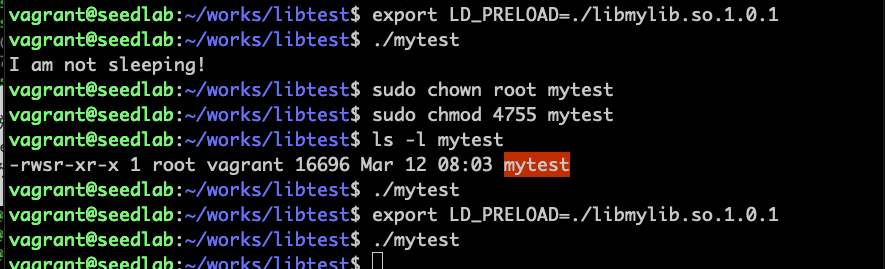 vagrant@seedlab:~/works/libtest$ export LD_PRELOAD=./libmylib.so.1.0.1
vagrant@seedlab:~/works/libtest$ ./mytest
I am not sleeping!
vagrant@seedlab:~/works/libtest$ sudo chown root mytest
vagrant@seedlab:~/works/libtest$ sudo chmod 4755 mytest
vagrant@seedlab:~/works/libtest$ ls -l mytest
-rwsr-xr-x 1 root vagrant 16696 Mar 12 08:03 mytest
vagrant@seedlab:~/works/libtest$ ./mytest
vagrant@seedlab:~/works/libtest$ export LD_PRELOAD=./libmylib.so.1.0.1
vagrant@seedlab:~/works/libtest$ ./mytest
vagrant@seedlab:~/works/libtest$